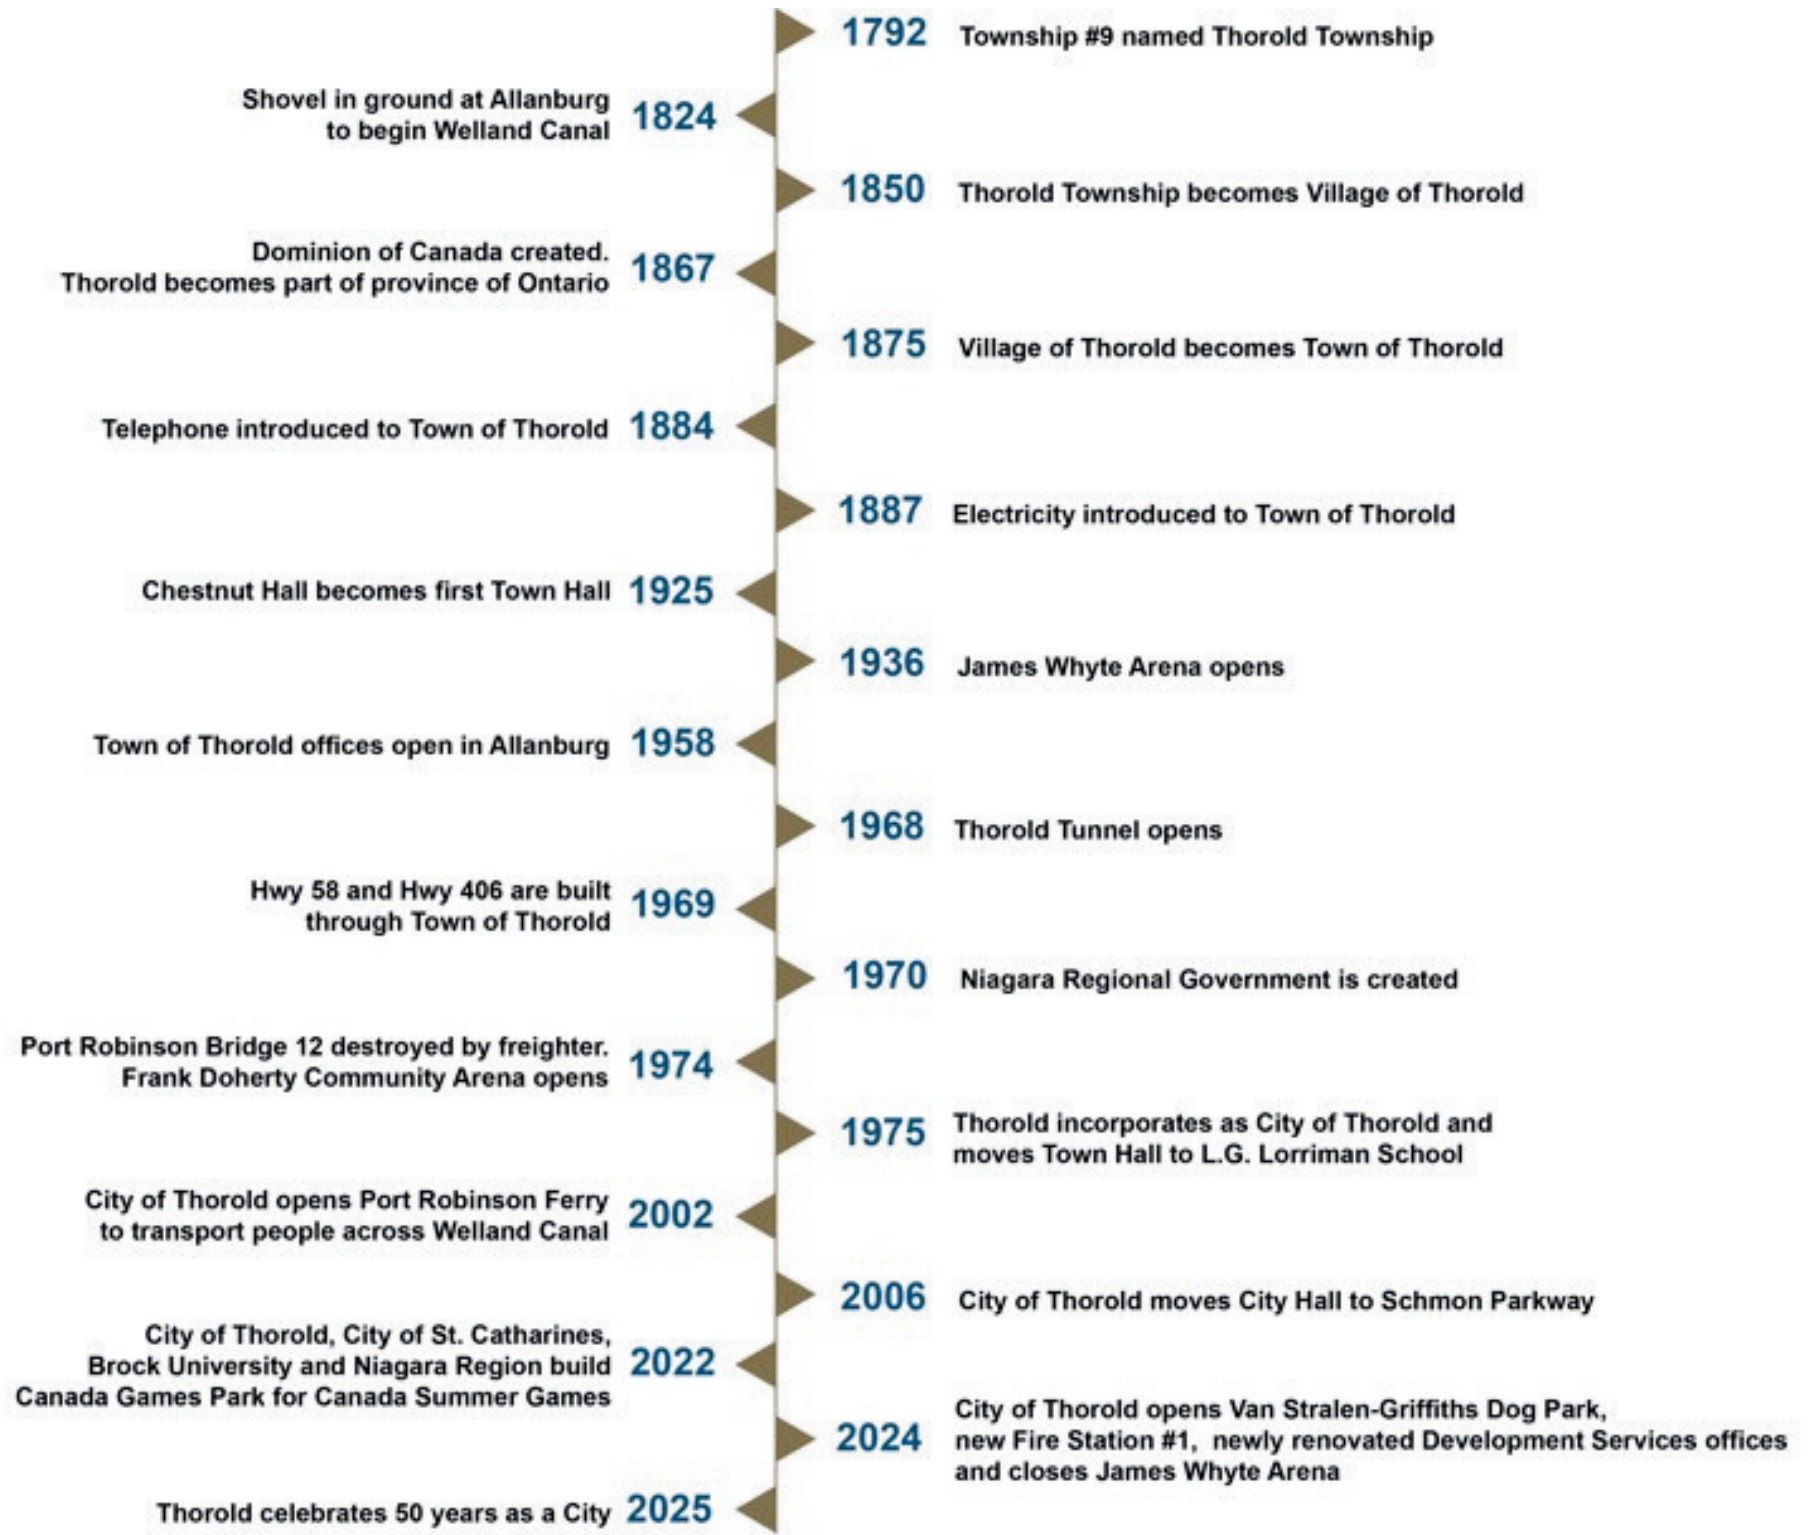 1792 Township #9 named Thorold Township
Shovel in ground at Allanburg
to begin Welland Canal
1824
1850 Thorold Township becomes Village of Thorold
Dominion of Canada created.
Thorold becomes part of province of Ontario
1867
1875 Village of Thorold becomes Town of Thorold
Telephone introduced to Town of Thorold 1884
1887 Electricity introduced to Town of Thorold
Chestnut Hall becomes first Town Hall 1925
1936 James Whyte Arena opens
Town of Thorold offices open in Allanburg 1958
1968 Thorold Tunnel opens
Hwy 58 and Hwy 406 are built
through Town of Thorold
1969
1970 Niagara Regional Government is created
Port Robinson Bridge 12 destroyed by freighter.
Frank Doherty Community Arena opens
1974
1975
Thorold incorporates as City of Thorold and
moves Town Hall to L.G. Lorriman School
City of Thorold opens Port Robinson Ferry
to transport people across Welland Canal
2002
2006 City of Thorold moves City Hall to Schmon Parkway
City of Thorold, City of St. Catharines,
Brock University and Niagara Region build
Canada Games Park for Canada Summer Games
2022
2024
City of Thorold opens Van Stralen-Griffiths Dog Park,
new Fire Station #1, newly renovated Development Services offices
and closes James Whyte Arena
Thorold celebrates 50 years as a City 2025